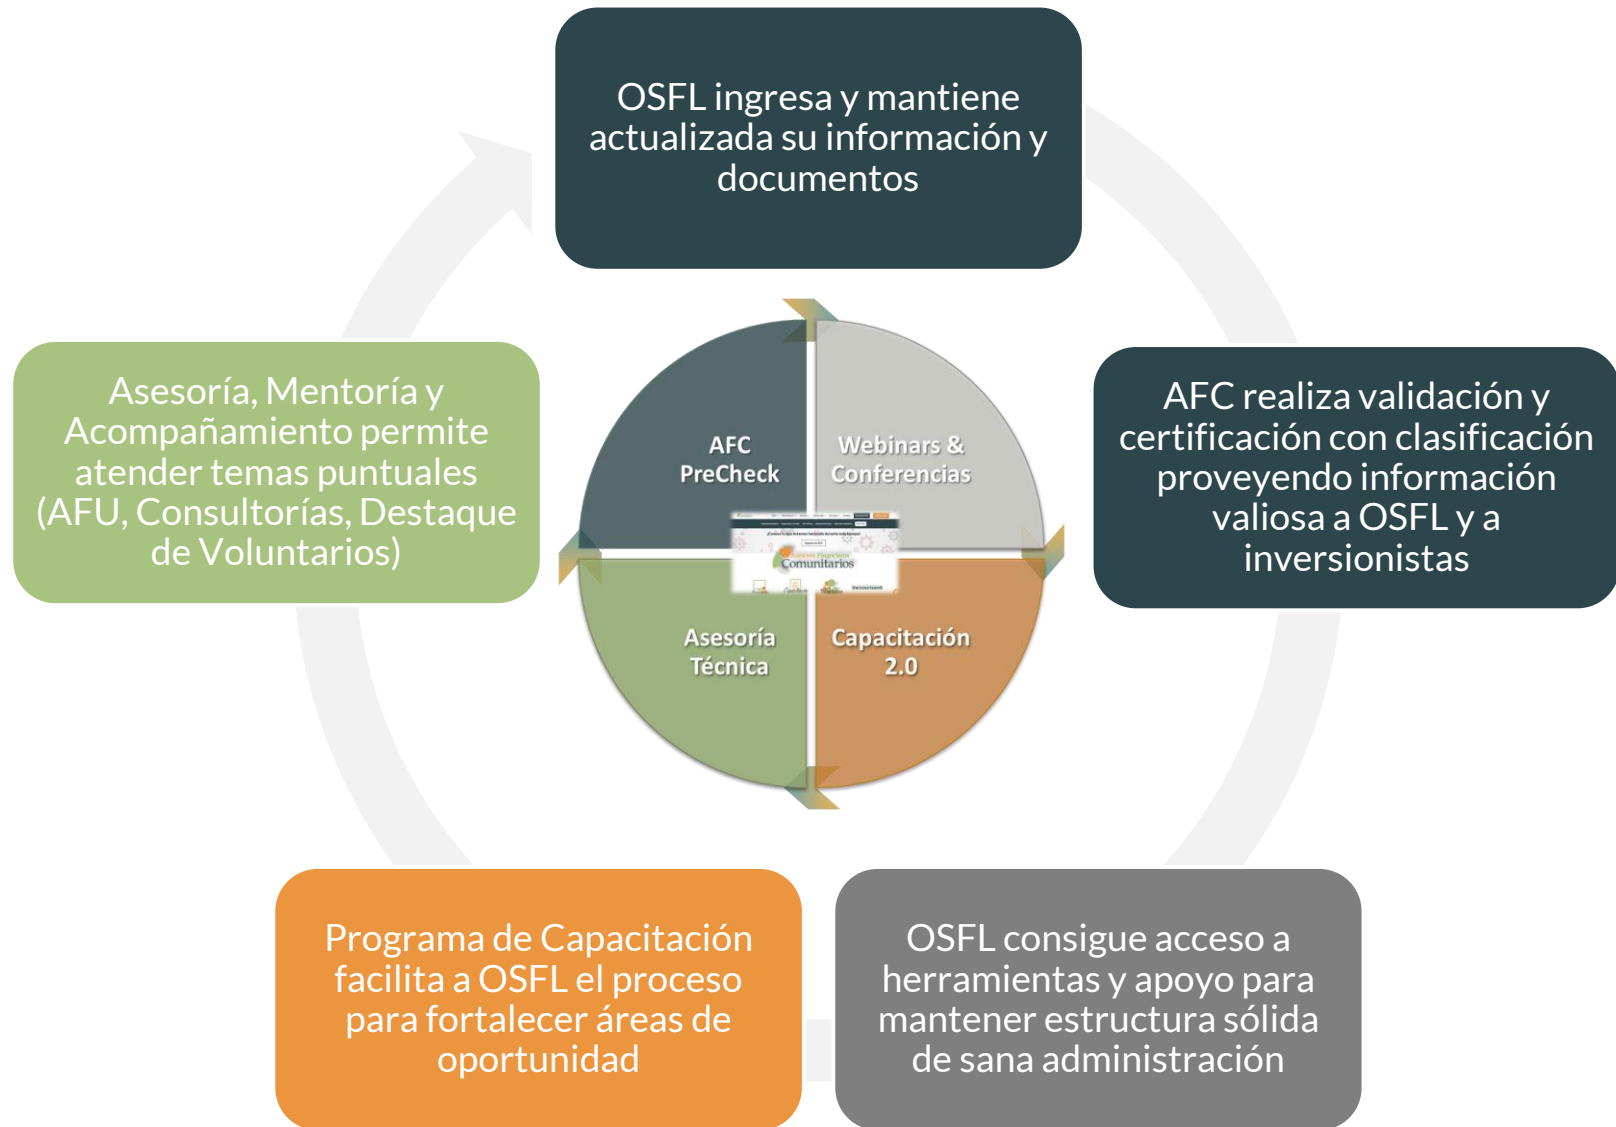 OSFL ingresa y mantiene
actualizada su información y
documentos
AFC realiza validación y
certificación con clasificación
proveyendo información
valiosa a OSFL y a
inversionistas
OSFL consigue acceso a
herramientas y apoyo para
mantener estructura sólida
de sana administración
Programa de Capacitación
facilita a OSFL el proceso
para fortalecer áreas de
oportunidad
Asesoría, Mentoría y
Acompañamiento permite
atender temas puntuales
(AFU, Consultorías, Destaque
de Voluntarios)
AFC
PreCheck
Webinars &
Conferencias
Comunitarios
Asesoría
Técnica
Capacitación
2.0